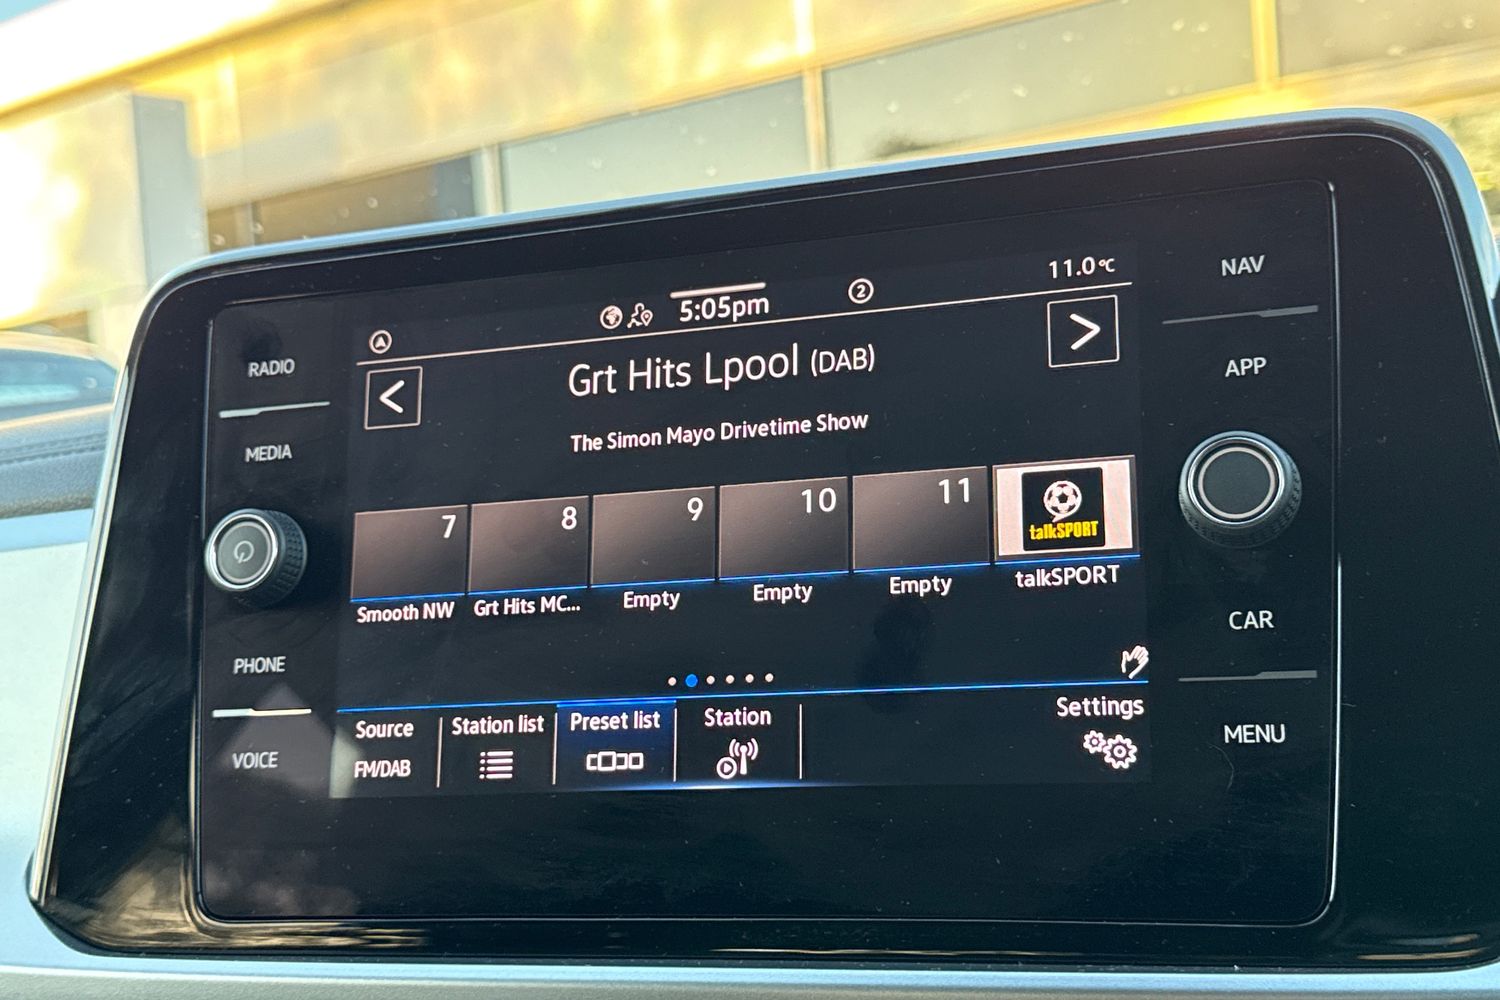 11.0°C
5:05pm
2
A
Grt Hits Lpool (DAB)
The Simon Mayo Drivetime Show
< >
7 8 9 10 11
talkSPORT
Smooth NW Grt Hits MC... Empty Empty Empty talkSPORT
Source Station list Preset list Station Settings
FM/DAB
RADIO
MEDIA
PHONE
VOICE
NAV
APP
CAR
MENU